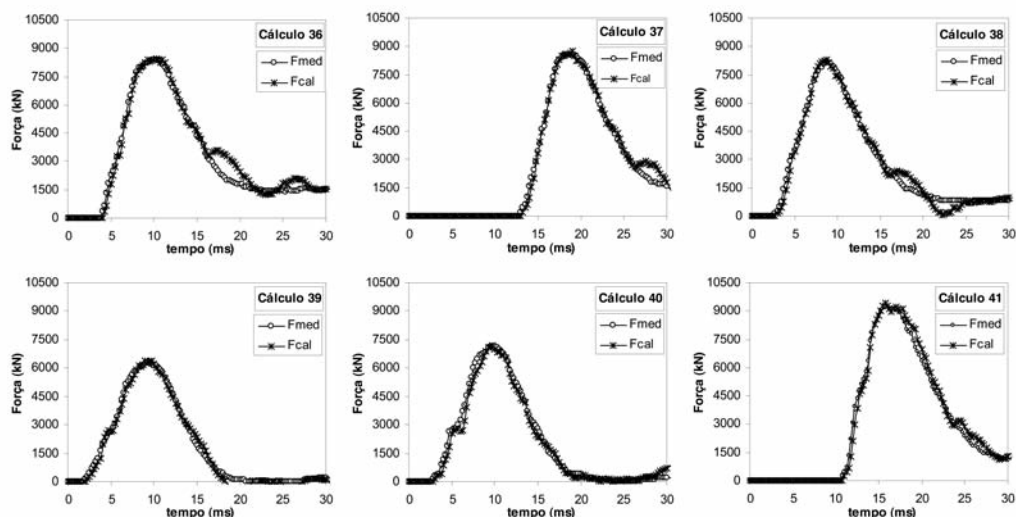 Cálculo 36
Fmed
Fcal
Força (kN)
10500
9000
7500
6000
4500
3000
1500
0
0 5 10 15 20 25 30
tempo (ms)
Cálculo 37
Fmed
Fcal
Força (kN)
10500
9000
7500
6000
4500
3000
1500
0
0 5 10 15 20 25 30
tempo (ms)
Cálculo 38
Fmed
Fcal
Força (kN)
10500
9000
7500
6000
4500
3000
1500
0
0 5 10 15 20 25 30
tempo (ms)
Cálculo 39
Fmed
Fcal
Força (kN)
10500
9000
7500
6000
4500
3000
1500
0
0 5 10 15 20 25 30
tempo (ms)
Cálculo 40
Fmed
Fcal
Força (kN)
10500
9000
7500
6000
4500
3000
1500
0
0 5 10 15 20 25 30
tempo (ms)
Cálculo 41
Fmed
Fcal
Força (kN)
10500
9000
7500
6000
4500
3000
1500
0
0 5 10 15 20 25 30
tempo (ms)